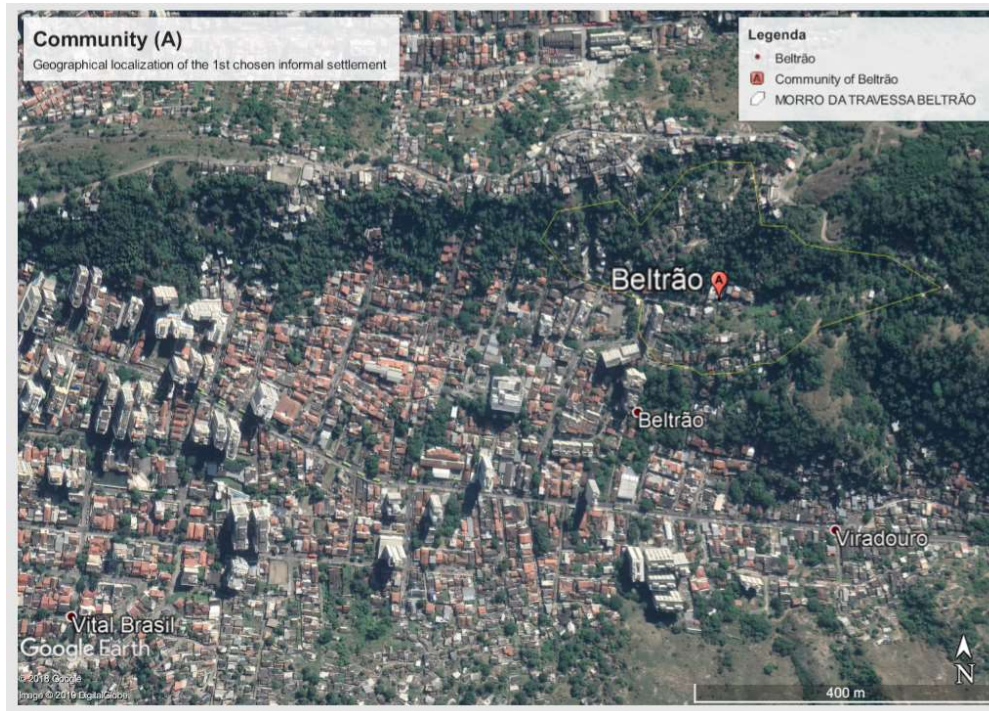 Community (A)
Geographical localization of the 1st chosen informal settlement
Legenda
Beltrão
A Community of Beltrão
MORRO DA TRAVESSA BELTRÃO
Beltrão
A
Beltrão
Viradouro
Vital Brasil
Google Earth
© 2018 Google
Image © 2019 DigitalGlobe
400 m
N